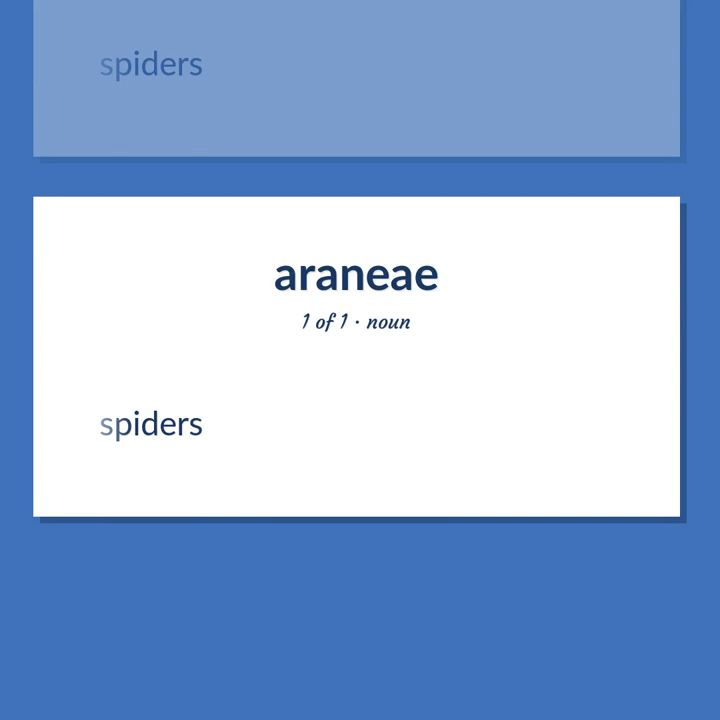 spiders
araneae
1 of 1 · noun
spiders